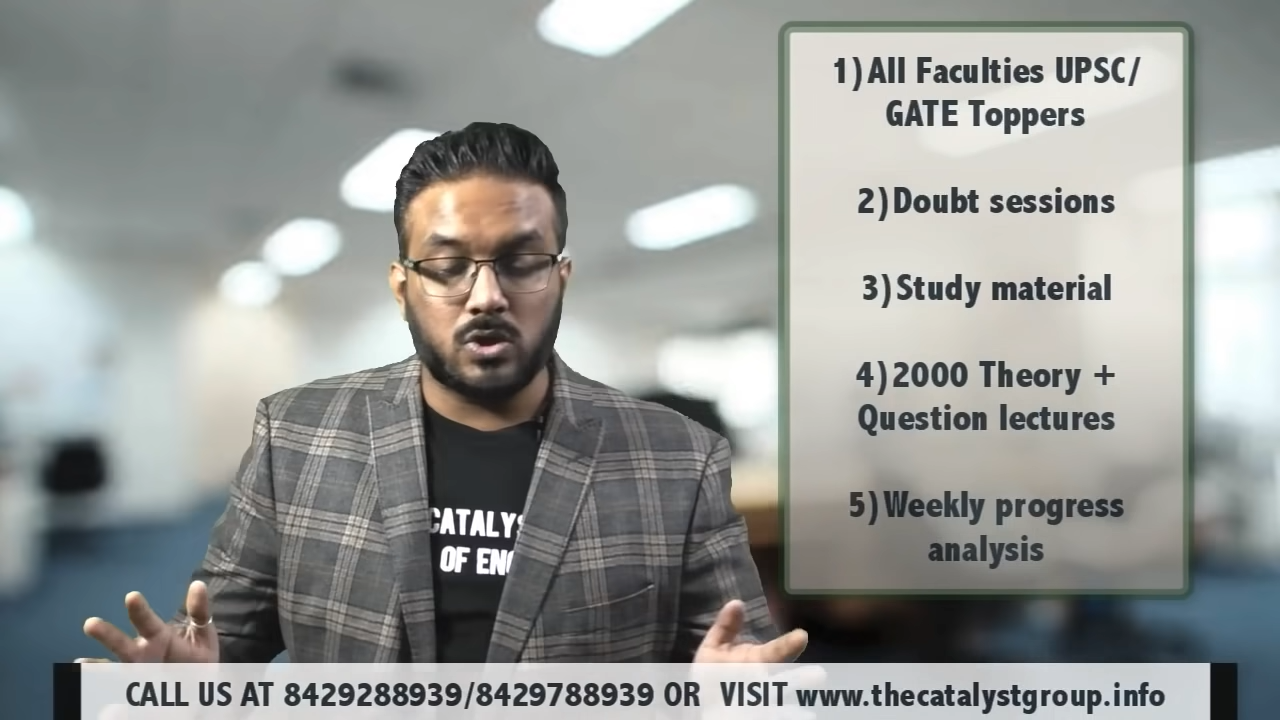 1)All Faculties UPSC/
GATE Toppers
2)Doubt sessions
3)Study material
4)2000 Theory +
Question lectures
5)Weekly progress
analysis
CATALYS
OF ENG
CALL US AT 8429288939/8429788939 OR VISIT www.thecatalystgroup.info